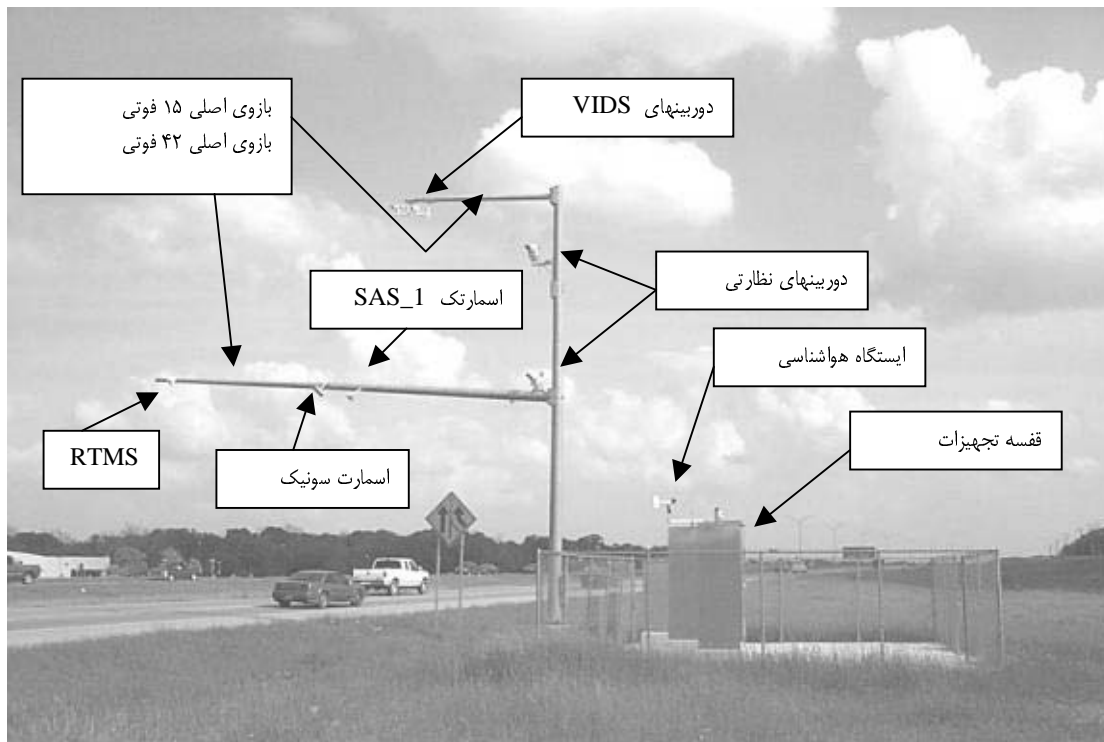 بازوی اصلی ۱۵ فوتی
بازوی اصلی ۴۲ فوتی
دوربینهای VIDS
دوربینهای نظارتی
اسمارتک SAS_1
ایستگاه هواشناسی
قفسه تجهیزات
RTMS
اسمارت سونیک